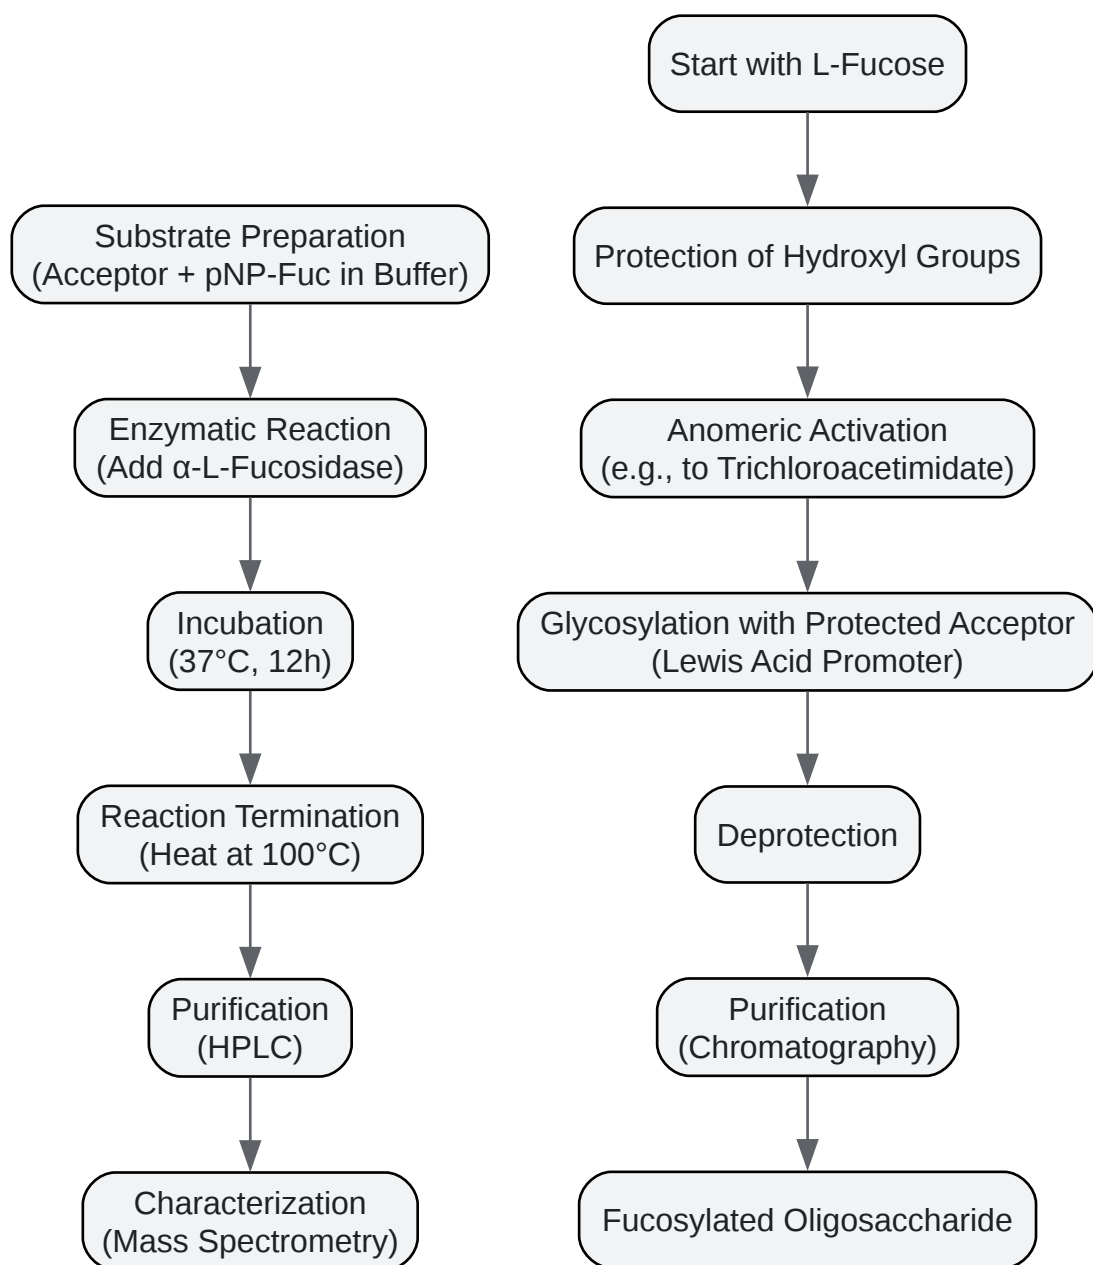 Start with L-Fucose
Substrate Preparation
(Acceptor + pNP-Fuc in Buffer)
Protection of Hydroxyl Groups
Enzymatic Reaction
(Add α-L-Fucosidase)
Anomeric Activation
(e.g., to Trichloroacetimidate)
Incubation
(37°C, 12h)
Glycosylation with Protected Acceptor
(Lewis Acid Promoter)
Reaction Termination
(Heat at 100°C)
Deprotection
Purification
(HPLC)
Purification
(Chromatography)
Characterization
(Mass Spectrometry)
Fucosylated Oligosaccharide